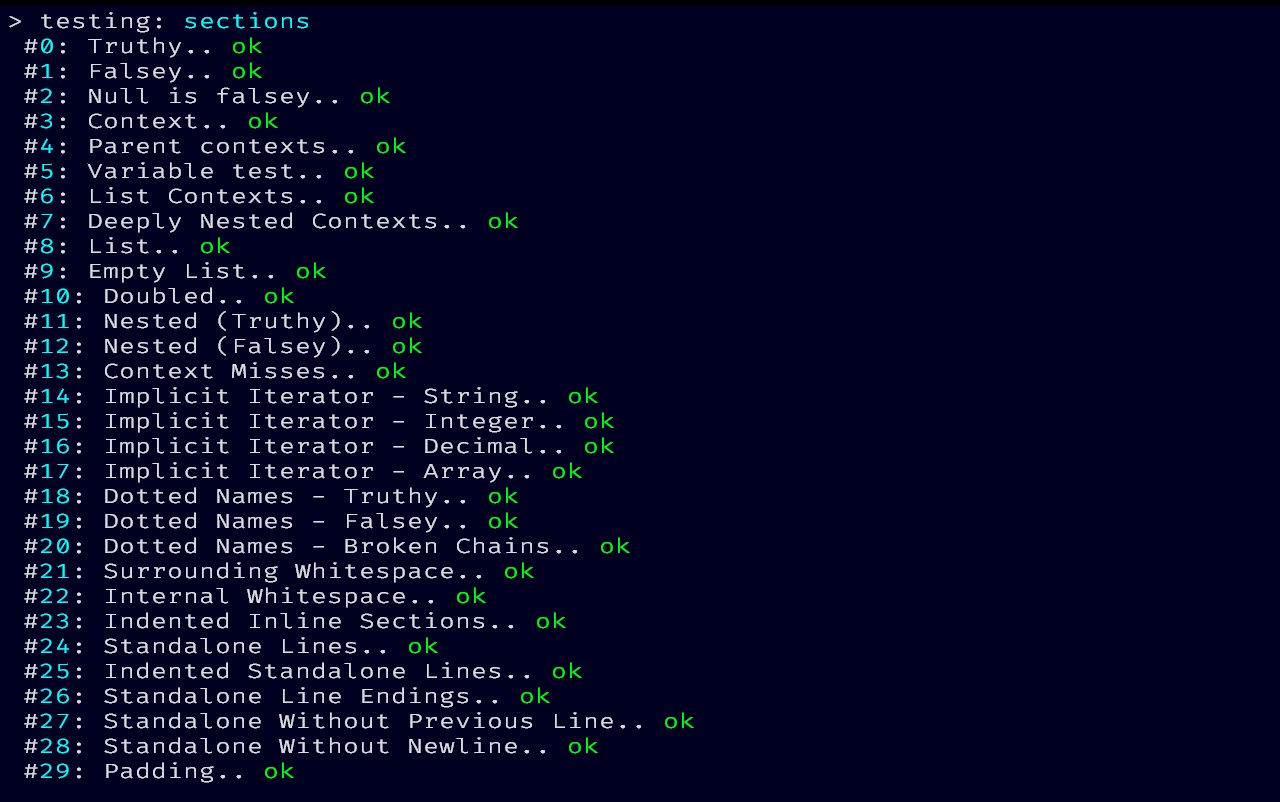 > testing: sections
#0: Truthy.. ok
#1: Falsey.. ok
#2: Null is falsey.. ok
#3: Context.. ok
#4: Parent contexts.. ok
#5: Variable test.. ok
#6: List Contexts.. ok
#7: Deeply Nested Contexts.. ok
#8: List.. ok
#9: Empty List.. ok
#10: Doubled.. ok
#11: Nested (Truthy).. ok
#12: Nested (Falsey).. ok
#13: Context Misses.. ok
#14: Implicit Iterator – String.. ok
#15: Implicit Iterator – Integer.. ok
#16: Implicit Iterator – Decimal.. ok
#17: Implicit Iterator – Array.. ok
#18: Dotted Names – Truthy.. ok
#19: Dotted Names – Falsey.. ok
#20: Dotted Names – Broken Chains.. ok
#21: Surrounding Whitespace.. ok
#22: Internal Whitespace.. ok
#23: Indented Inline Sections.. ok
#24: Standalone Lines.. ok
#25: Indented Standalone Lines.. ok
#26: Standalone Line Endings.. ok
#27: Standalone Without Previous Line.. ok
#28: Standalone Without Newline.. ok
#29: Padding.. ok